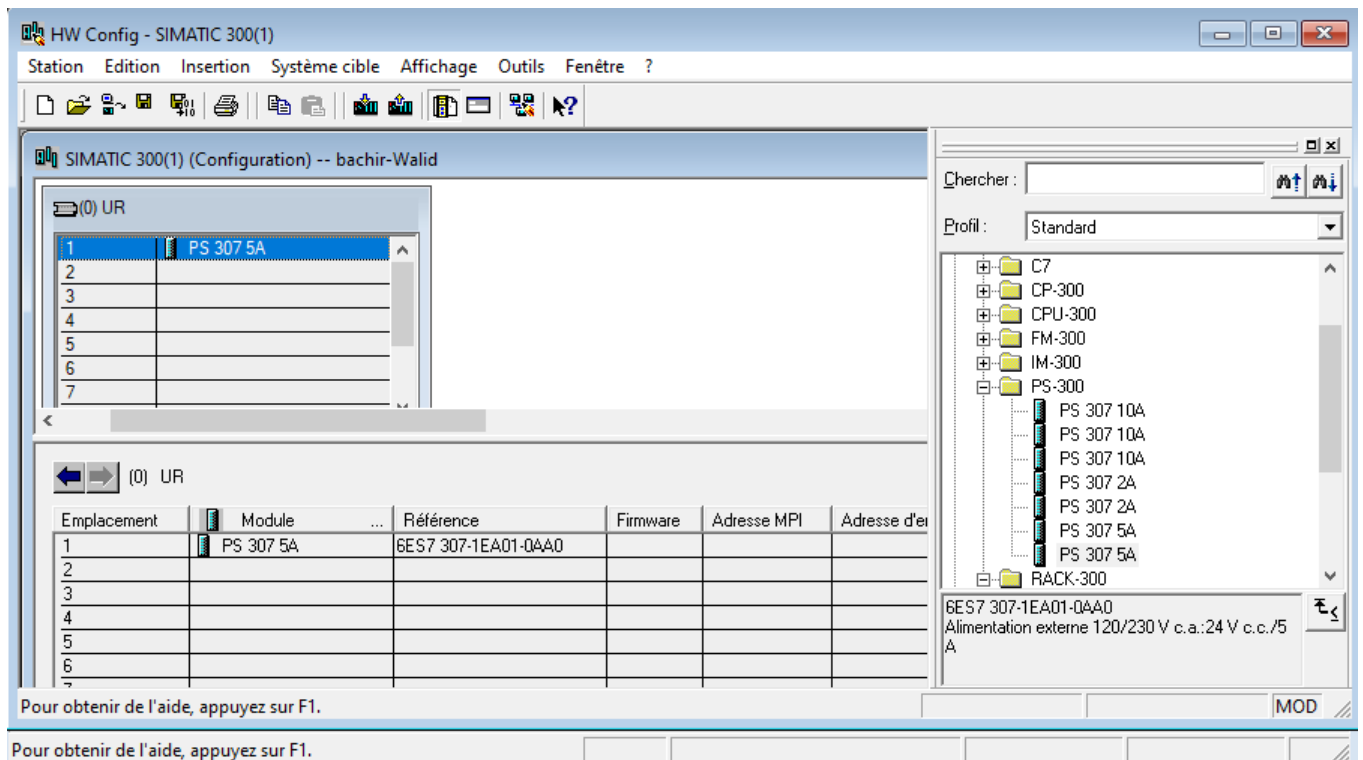 HW Config - SIMATIC 300(1)
Station Edition Insertion Système cible Affichage Outils Fenêtre ?
SIMATIC 300(1) (Configuration) -- bachir-Walid
(0) UR
1 PS 307 5A
2
3
4
5
6
7
(0) UR
Emplacement Module ... Référence Firmware Adresse MPI Adresse d'e
1 PS 307 5A 6ES7 307-1EA01-0AA0
2
3
4
5
6
Chercher :
Profil : Standard
C7
CP-300
CPU-300
FM-300
IM-300
PS-300
PS 307 10A
PS 307 10A
PS 307 10A
PS 307 2A
PS 307 2A
PS 307 5A
PS 307 5A
RACK-300
6ES7 307-1EA01-0AA0
Alimentation externe 120/230 V c.a.:24 V c.c./5
A
Pour obtenir de l'aide, appuyez sur F1. MOD
Pour obtenir de l'aide, appuyez sur F1.